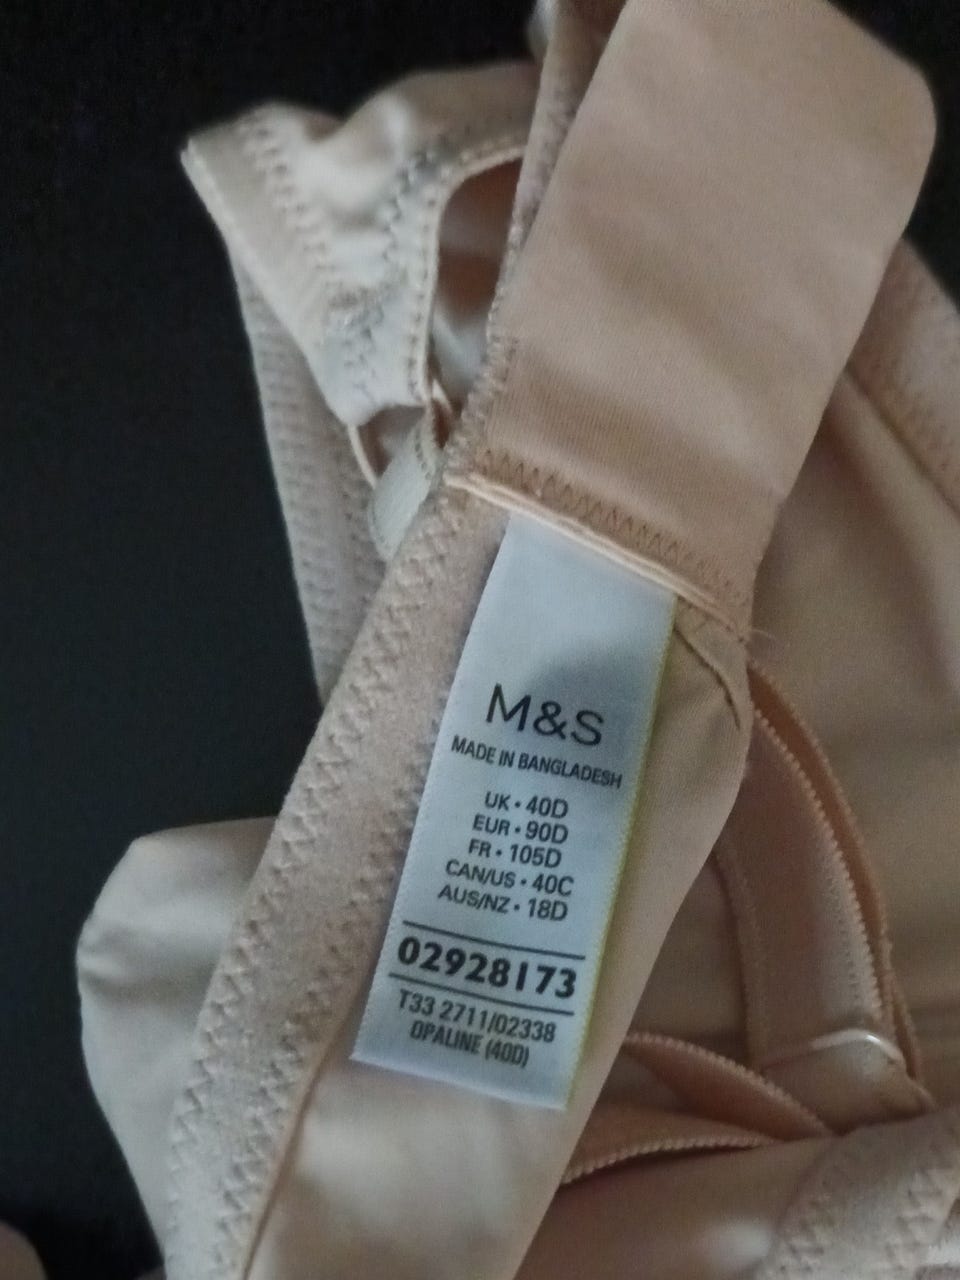 M&S
MADE IN BANGLADESH
UK • 40D
EUR • 90D
FR • 105D
CAN/US • 40C
AUS/NZ • 18D
02928173
T33 2711/02338
OPALINE (40D)